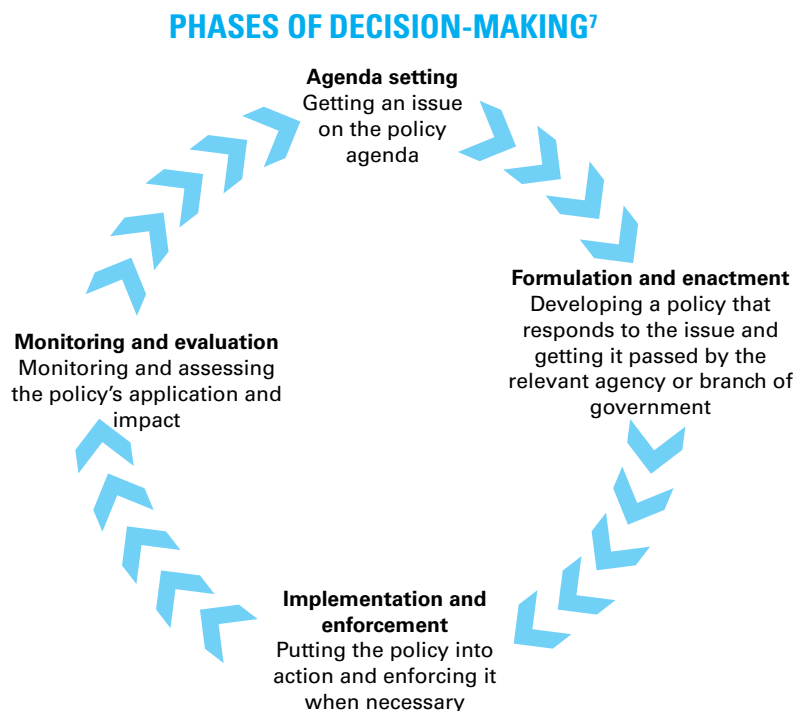 PHASES OF DECISION-MAKING⁷
Agenda setting
Getting an issue
on the policy
agenda
Formulation and enactment
Developing a policy that
responds to the issue and
getting it passed by the
relevant agency or branch of
government
Implementation and
enforcement
Putting the policy into
action and enforcing it
when necessary
Monitoring and evaluation
Monitoring and assessing
the policy’s application and
impact